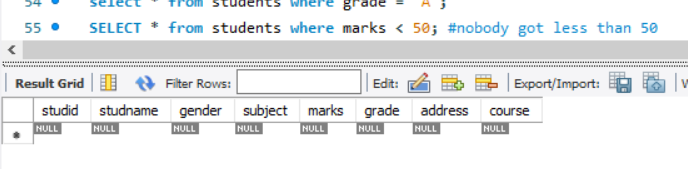 54 select * from students where grade = 'A';
55 SELECT * from students where marks < 50; #nobody got less than 50
Result Grid Filter Rows: Edit: Export/Import: W
studid studname gender subject marks grade address course
NULL NULL NULL NULL NULL NULL NULL NULL